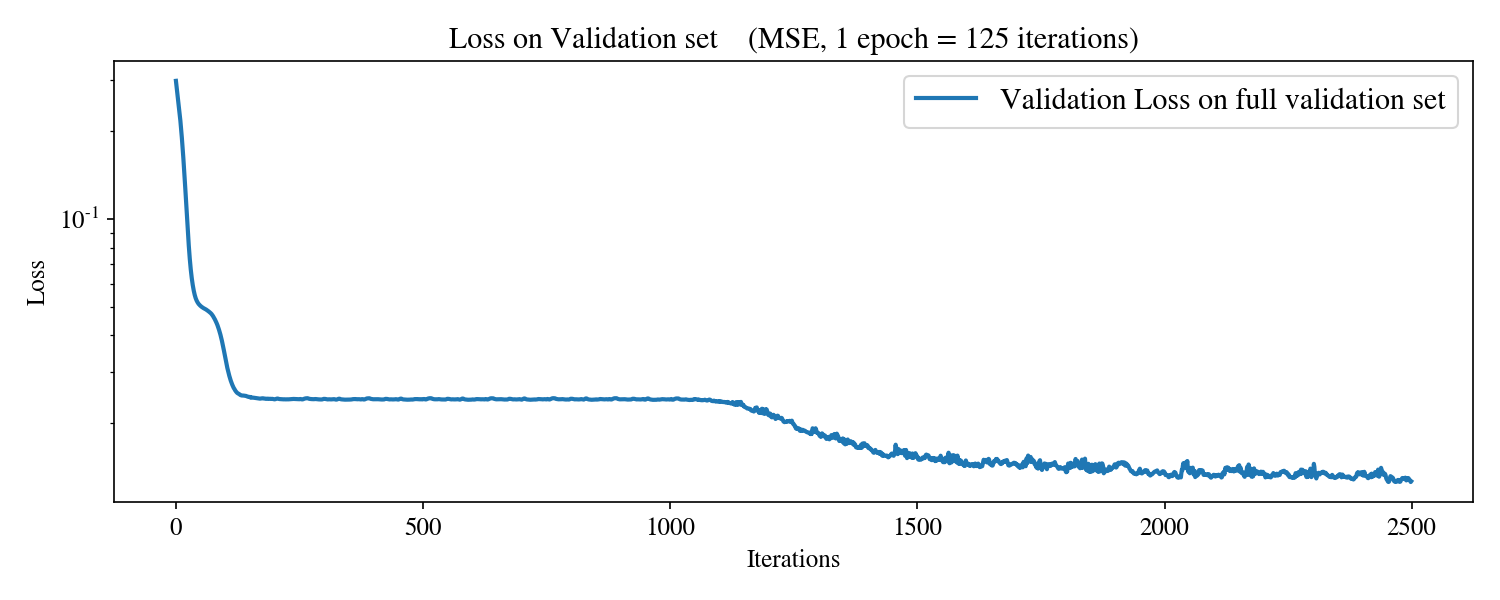 Loss on Validation set (MSE, 1 epoch = 125 iterations)
Validation Loss on full validation set
10⁻¹
Loss
0 500 1000 1500 2000 2500
Iterations